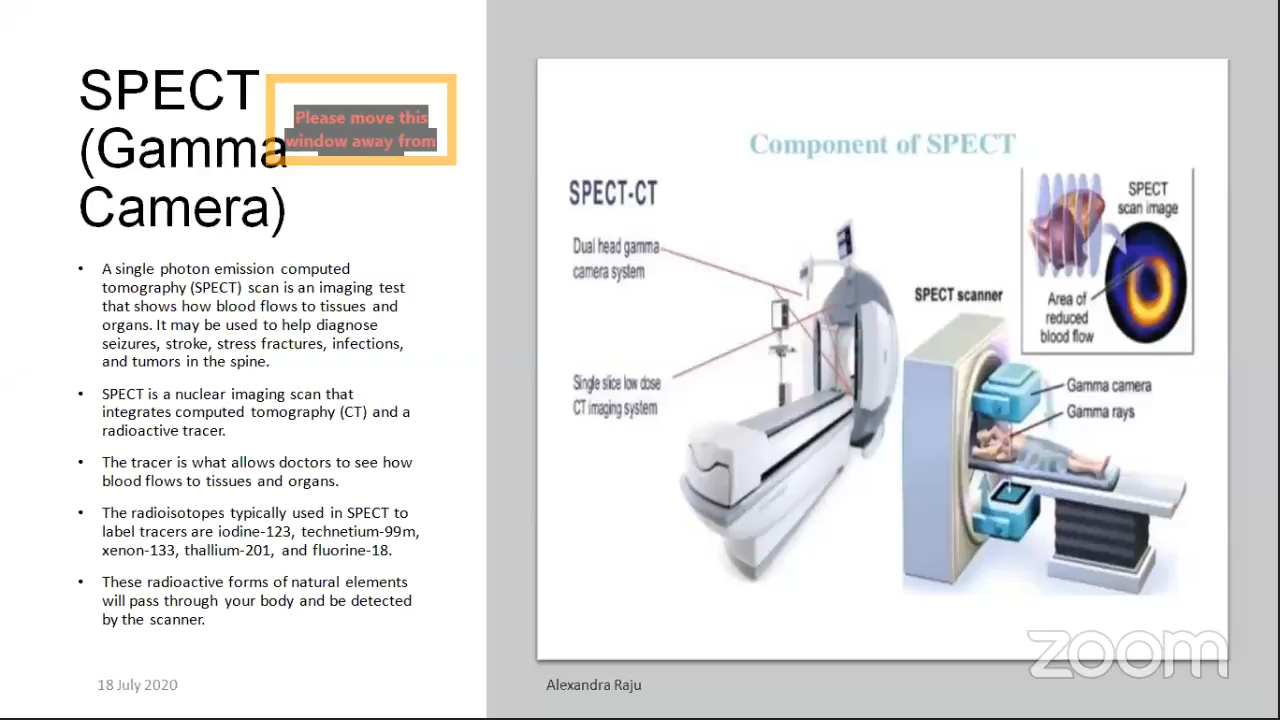 SPECT
(Gamma
Camera)
Please move this
window away from
• A single photon emission computed
tomography (SPECT) scan is an imaging test
that shows how blood flows to tissues and
organs. It may be used to help diagnose
seizures, stroke, stress fractures, infections,
and tumors in the spine.
• SPECT is a nuclear imaging scan that
integrates computed tomography (CT) and a
radioactive tracer.
• The tracer is what allows doctors to see how
blood flows to tissues and organs.
• The radioisotopes typically used in SPECT to
label tracers are iodine-123, technetium-99m,
xenon-133, thallium-201, and fluorine-18.
• These radioactive forms of natural elements
will pass through your body and be detected
by the scanner.
18 July 2020
Component of SPECT
SPECT-CT
Dual head gamma
camera system
Single slice low dose
CT imaging system
SPECT scanner
SPECT
scan image
Area of
reduced
blood flow
Gamma camera
Gamma rays
zoom
Alexandra Raju